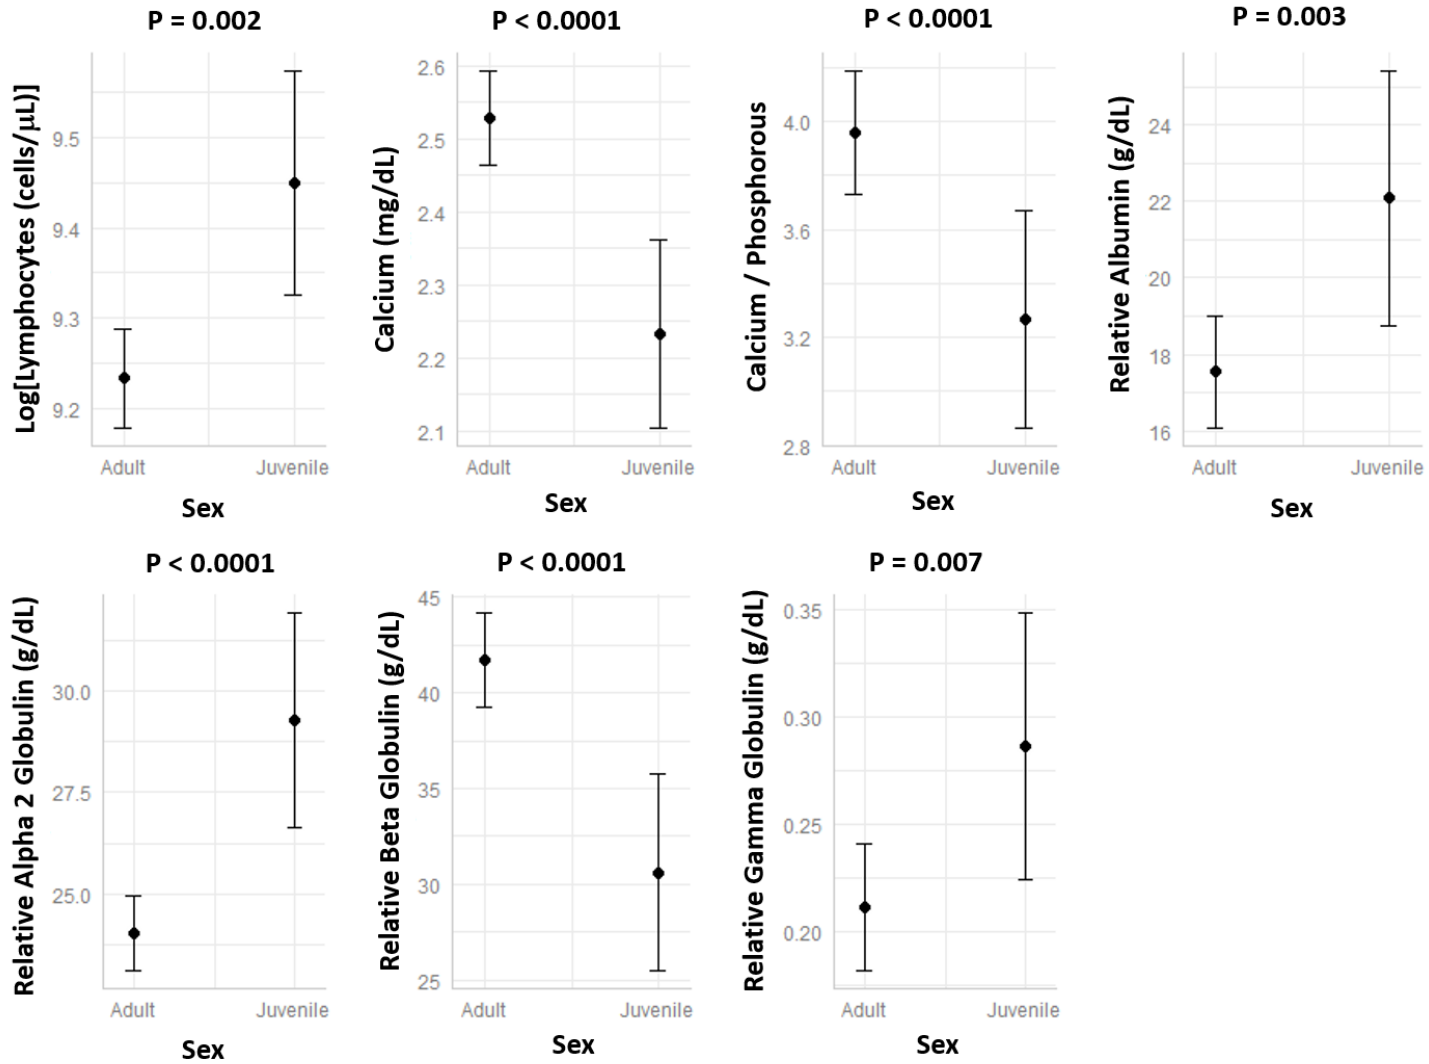 P = 0.002
Log[Lymphocytes (cells/μL)]
9.5
9.4
9.3
9.2
Adult Juvenile
Sex
P < 0.0001
Calcium (mg/dL)
2.6
2.5
2.4
2.3
2.2
2.1
Adult Juvenile
Sex
P < 0.0001
Calcium / Phosphorous
4.0
3.6
3.2
2.8
Adult Juvenile
Sex
P = 0.003
Relative Albumin (g/dL)
24
22
20
18
16
Adult Juvenile
Sex
P < 0.0001
Relative Alpha 2 Globulin (g/dL)
30.0
27.5
25.0
Adult Juvenile
Sex
P < 0.0001
Relative Beta Globulin (g/dL)
45
40
35
30
25
Adult Juvenile
Sex
P = 0.007
Relative Gamma Globulin (g/dL)
0.35
0.30
0.25
0.20
Adult Juvenile
Sex